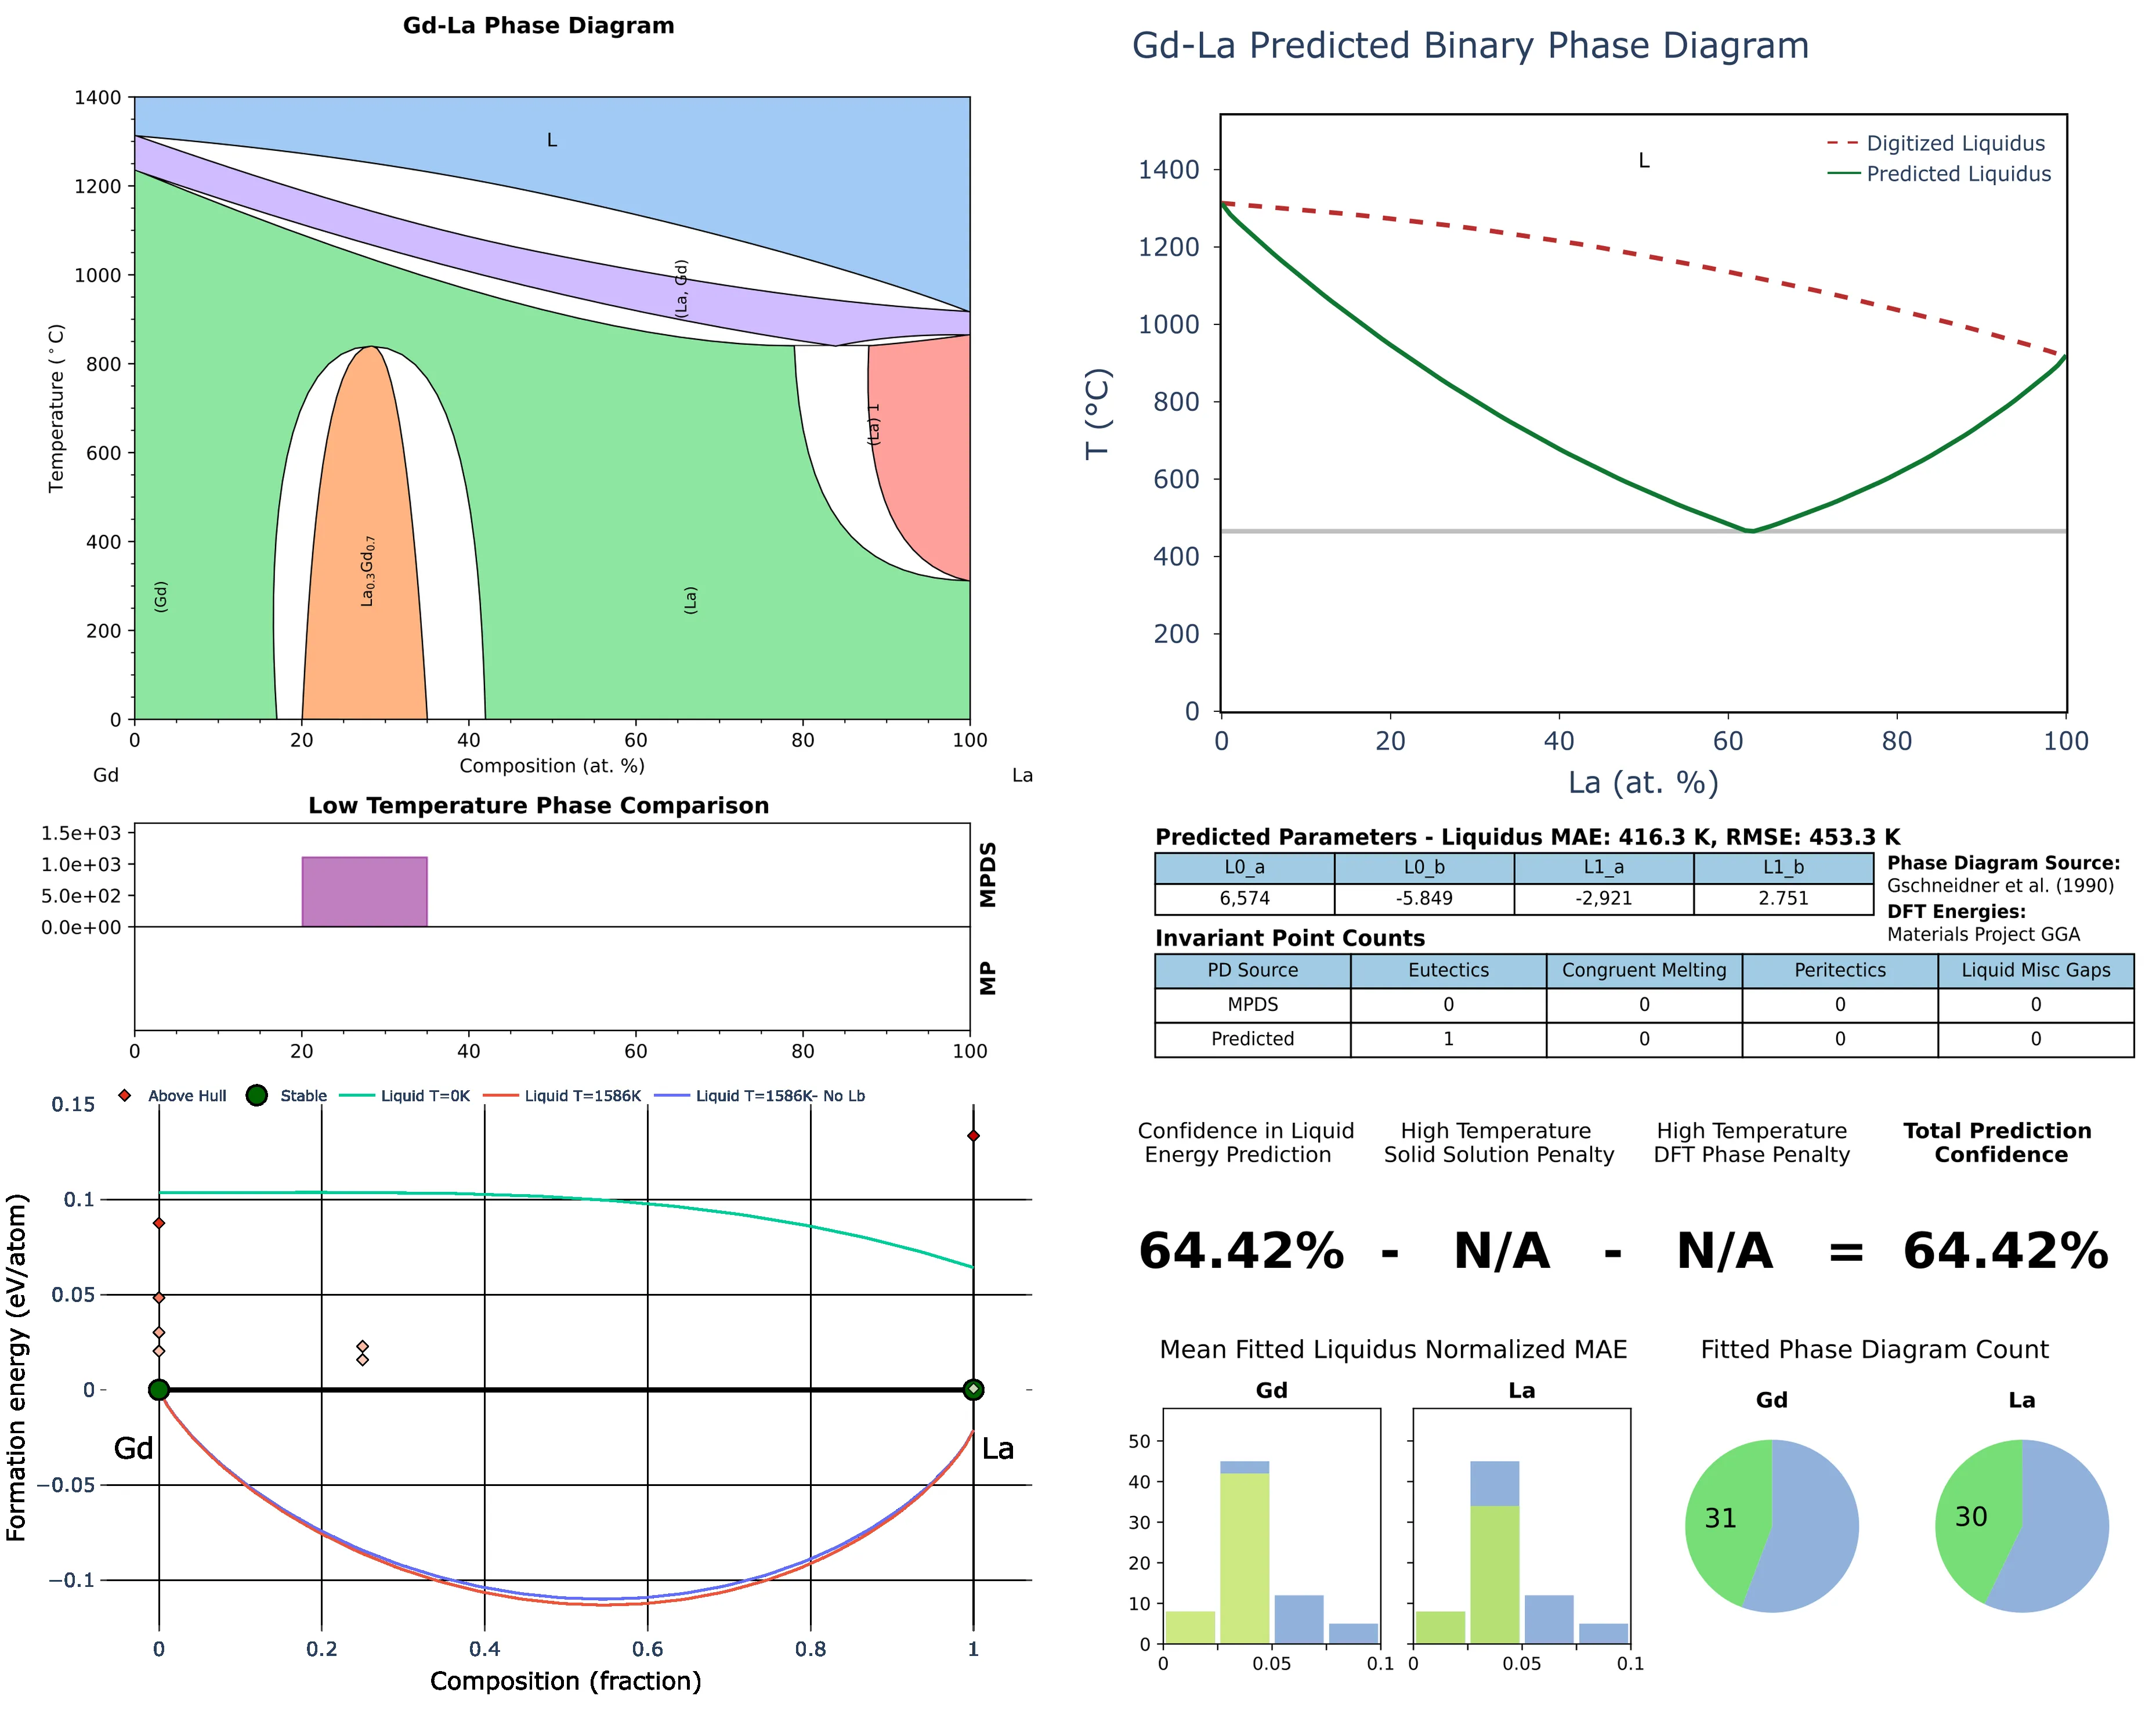 Gd-La Phase Diagram
1400
1200
1000
800
600
400
200
0
Temperature (°C)
L
(La, Gd)
(La) 1
(Gd)
La0.3Gd0.7
(La)
0 20 40 60 80 100
Composition (at. %)
Gd La
Low Temperature Phase Comparison
1.5e+03
1.0e+03
5.0e+02
0.0e+00
MPDS
MP
0 20 40 60 80 100
Above Hull Stable Liquid T=0K Liquid T=1586K Liquid T=1586K- No Lb
0.15
0.1
0.05
0
−0.05
−0.1
Formation energy (eV/atom)
Gd La
0 0.2 0.4 0.6 0.8 1
Composition (fraction)
Gd-La Predicted Binary Phase Diagram
Digitized Liquidus
Predicted Liquidus
L
1400
1200
1000
800
600
400
200
0
T (°C)
0 20 40 60 80 100
La (at. %)
Predicted Parameters - Liquidus MAE: 416.3 K, RMSE: 453.3 K
L0_a L0_b L1_a L1_b
6,574 -5.849 -2,921 2.751
Phase Diagram Source:
Gschneidner et al. (1990)
DFT Energies:
Materials Project GGA
Invariant Point Counts
PD Source Eutectics Congruent Melting Peritectics Liquid Misc Gaps
MPDS 0 0 0 0
Predicted 1 0 0 0
Confidence in Liquid
Energy Prediction
High Temperature
Solid Solution Penalty
High Temperature
DFT Phase Penalty
Total Prediction
Confidence
64.42% - N/A - N/A = 64.42%
Mean Fitted Liquidus Normalized MAE
Gd La
50
40
30
20
10
0
0 0.05 0.1 0 0.05 0.1
Fitted Phase Diagram Count
Gd La
31 30